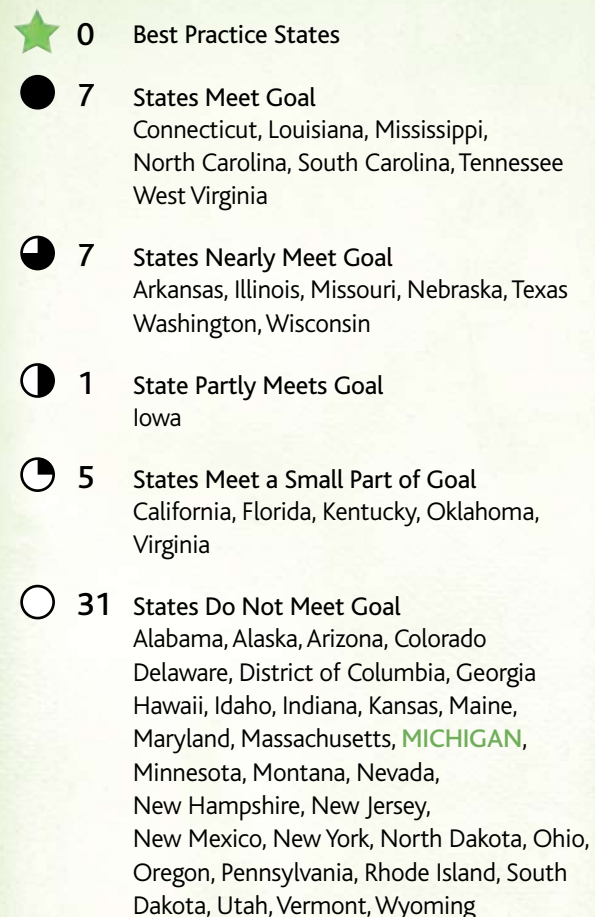 0 Best Practice States
7 States Meet Goal
Connecticut, Louisiana, Mississippi,
North Carolina, South Carolina, Tennessee
West Virginia
7 States Nearly Meet Goal
Arkansas, Illinois, Missouri, Nebraska, Texas
Washington, Wisconsin
1 State Partly Meets Goal
Iowa
5 States Meet a Small Part of Goal
California, Florida, Kentucky, Oklahoma,
Virginia
31 States Do Not Meet Goal
Alabama, Alaska, Arizona, Colorado
Delaware, District of Columbia, Georgia
Hawaii, Idaho, Indiana, Kansas, Maine,
Maryland, Massachusetts, MICHIGAN,
Minnesota, Montana, Nevada,
New Hampshire, New Jersey,
New Mexico, New York, North Dakota, Ohio,
Oregon, Pennsylvania, Rhode Island, South
Dakota, Utah, Vermont, Wyoming